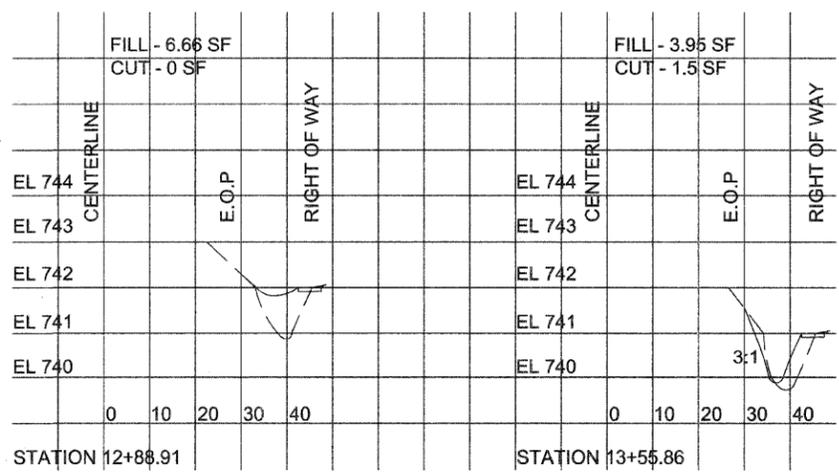 FILL - 6.66 SF
CUT - 0 SF
CENTERLINE
E.O.P
RIGHT OF WAY
EL 744
EL 743
EL 742
EL 741
EL 740
0 10 20 30 40
STATION 12+88.91
FILL - 3.95 SF
CUT - 1.5 SF
CENTERLINE
E.O.P
RIGHT OF WAY
EL 744
EL 743
EL 742
EL 741
EL 740
3:1
0 10 20 30 40
STATION 13+55.86